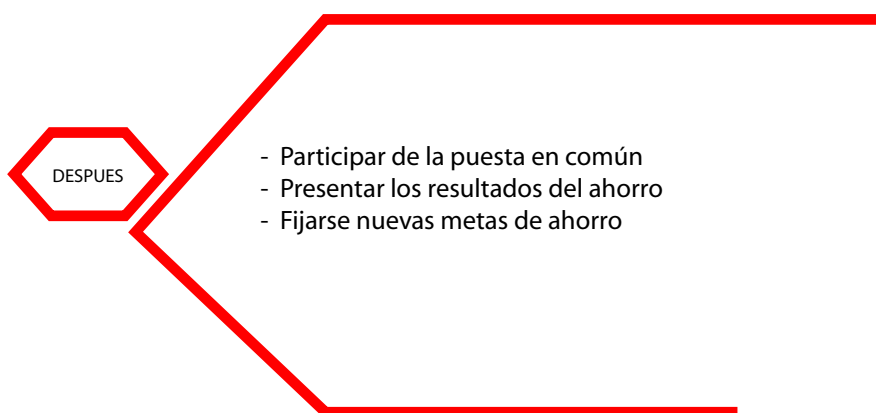 DESPUES
- Participar de la puesta en común
- Presentar los resultados del ahorro
- Fijarse nuevas metas de ahorro